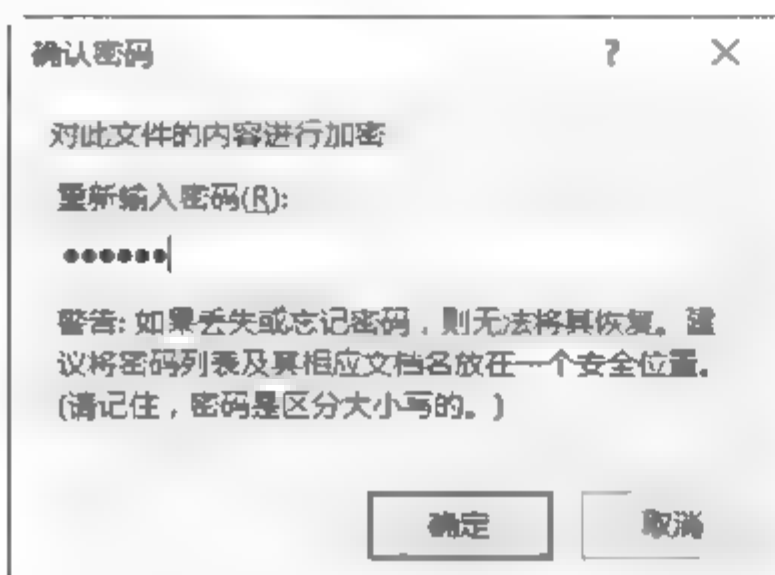 确认密码 ? ×
对此文件的内容进行加密
重新输入密码(R):
●●●●●●
警告: 如果丢失或忘记密码，则无法将其恢复。建
议将密码列表及其相应文档名放在一个安全位置。
(请记住，密码是区分大小写的。)
确定 取消